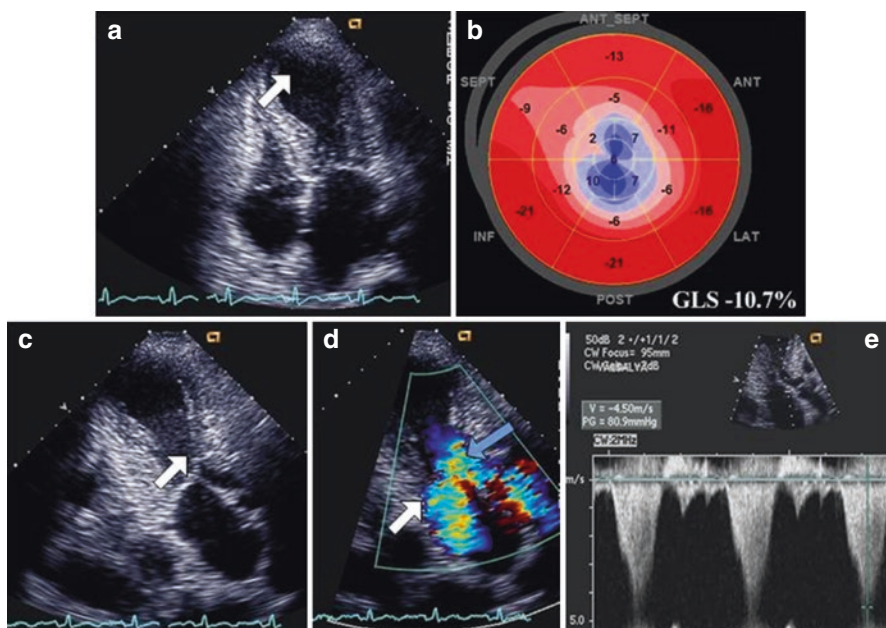 a
b
ANT_SEPT
SEPT
ANT
-13
-5
-9
-16
-6
2
7
-11
6
-12
10
7
-6
-21
-6
-16
INF
LAT
-21
POST
GLS -10.7%
c
d
e
50dB 2 +/+1/1/2
CW Focus= 95mm
V = -4.50m/s
PG = 80.9mmHg
CW:2MHz
m/s
5.0